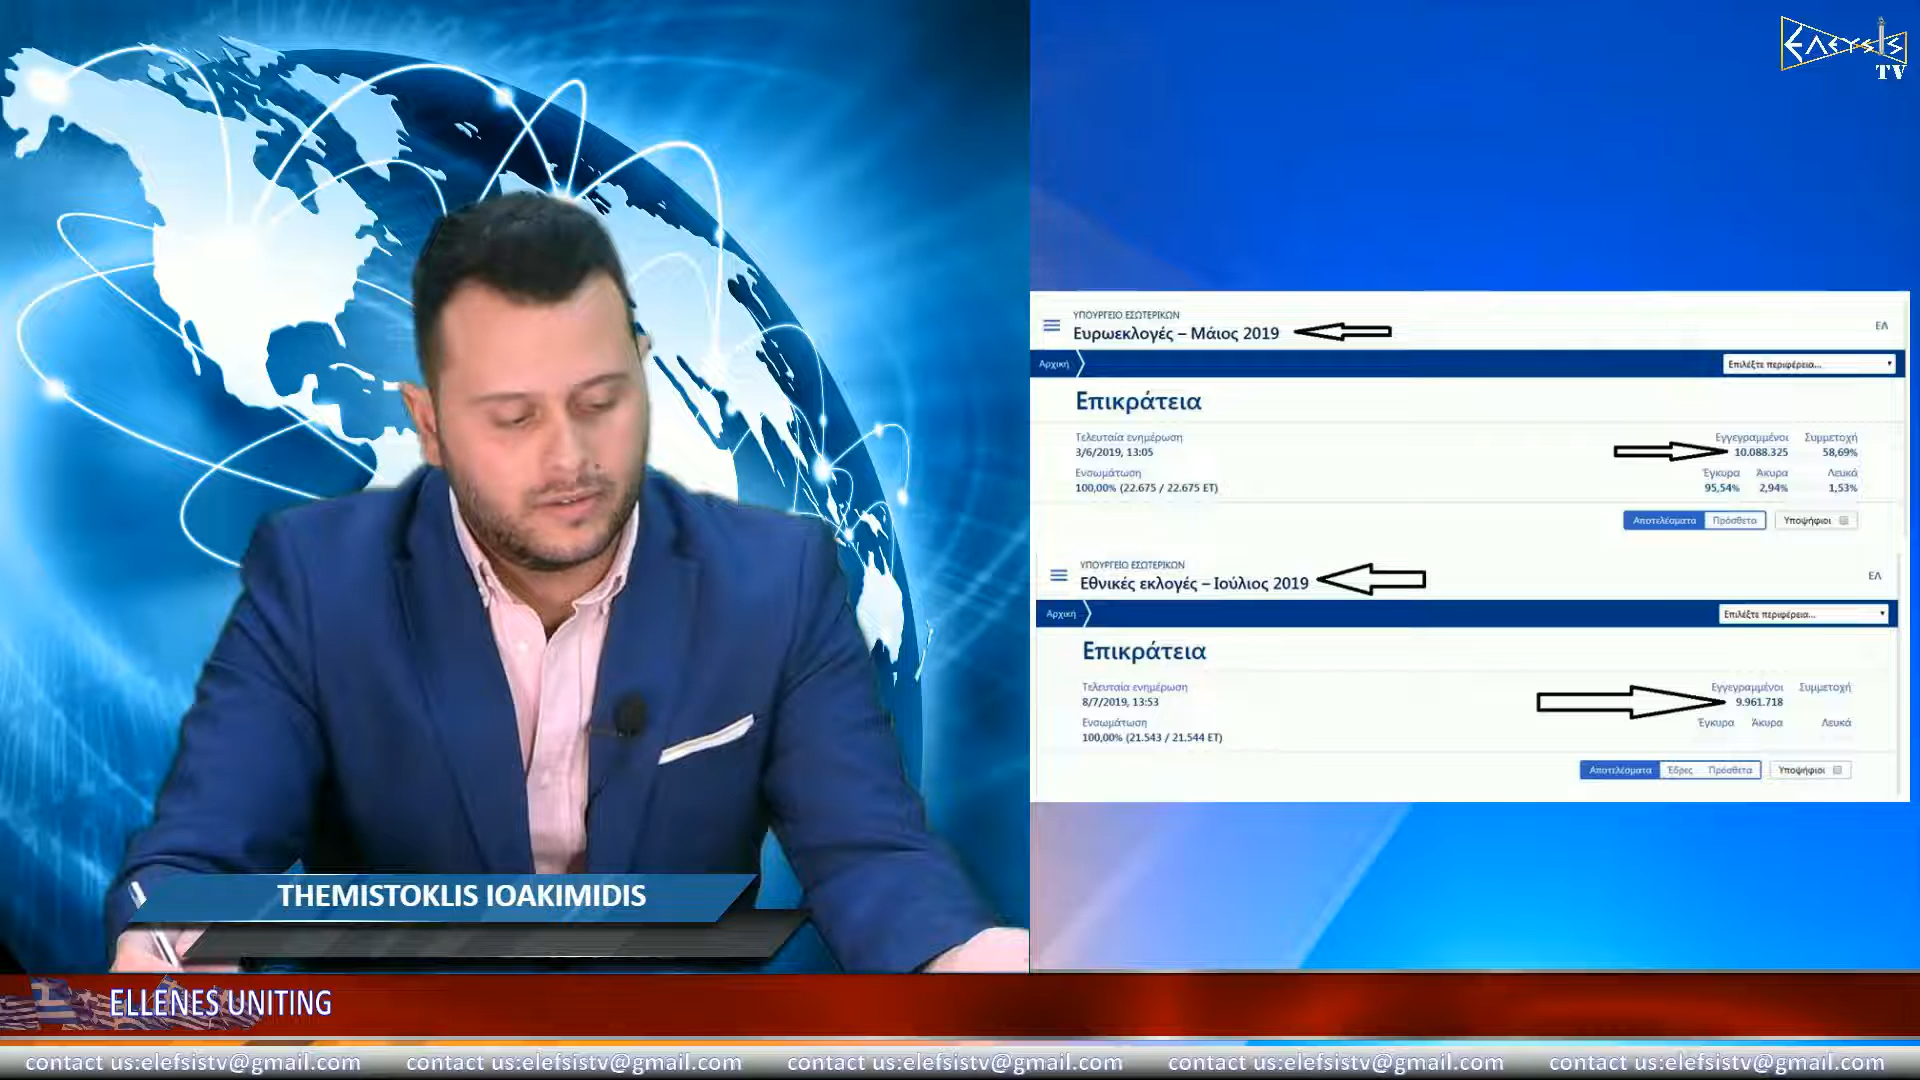 ΕΛΕΥSIS
TV
ΥΠΟΥΡΓΕΙΟ ΕΣΩΤΕΡΙΚΩΝ
Ευρωεκλογές – Μάιος 2019
ΕΛ
Αρχική
Επιλέξτε περιφέρεια...
Επικράτεια
Τελευταία ενημέρωση
Εγγεγραμμένοι Συμμετοχή
3/6/2019, 13:05
10.088.325 58,69%
Ενσωμάτωση
Έγκυρα Άκυρα Λευκά
100,00% (22.675 / 22.675 ΕΤ)
95,54% 2,94% 1,53%
Αποτελέσματα Πρόσθετα Υποψήφιοι
ΥΠΟΥΡΓΕΙΟ ΕΣΩΤΕΡΙΚΩΝ
Εθνικές εκλογές – Ιούλιος 2019
ΕΛ
Αρχική
Επιλέξτε περιφέρεια...
Επικράτεια
Τελευταία ενημέρωση
Εγγεγραμμένοι Συμμετοχή
8/7/2019, 13:53
9.961.718
Ενσωμάτωση
Έγκυρα Άκυρα Λευκά
100,00% (21.543 / 21.544 ΕΤ)
Αποτελέσματα Έδρες Πρόσθετα Υποψήφιοι
THEMISTOKLIS IOAKIMIDIS
ELLENES UNITING
contact us:elefsistv@gmail.com contact us:elefsistv@gmail.com contact us:elefsistv@gmail.com contact us:elefsistv@gmail.com contact us:elefsistv@gmail.com